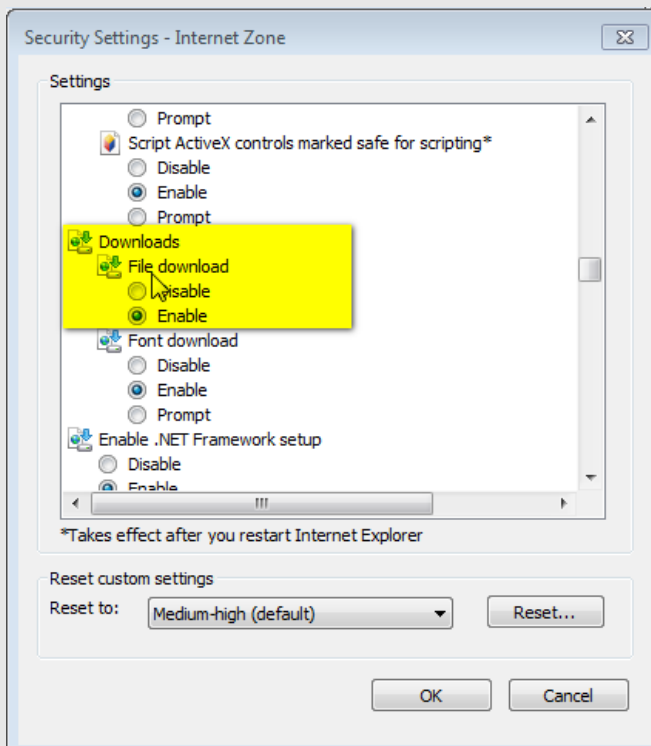 Security Settings - Internet Zone
Settings
Prompt
Script ActiveX controls marked safe for scripting*
Disable
Enable
Prompt
Downloads
File download
Disable
Enable
Font download
Disable
Enable
Prompt
Enable .NET Framework setup
Disable
Enable
*Takes effect after you restart Internet Explorer
Reset custom settings
Reset to: Medium-high (default) Reset...
OK Cancel